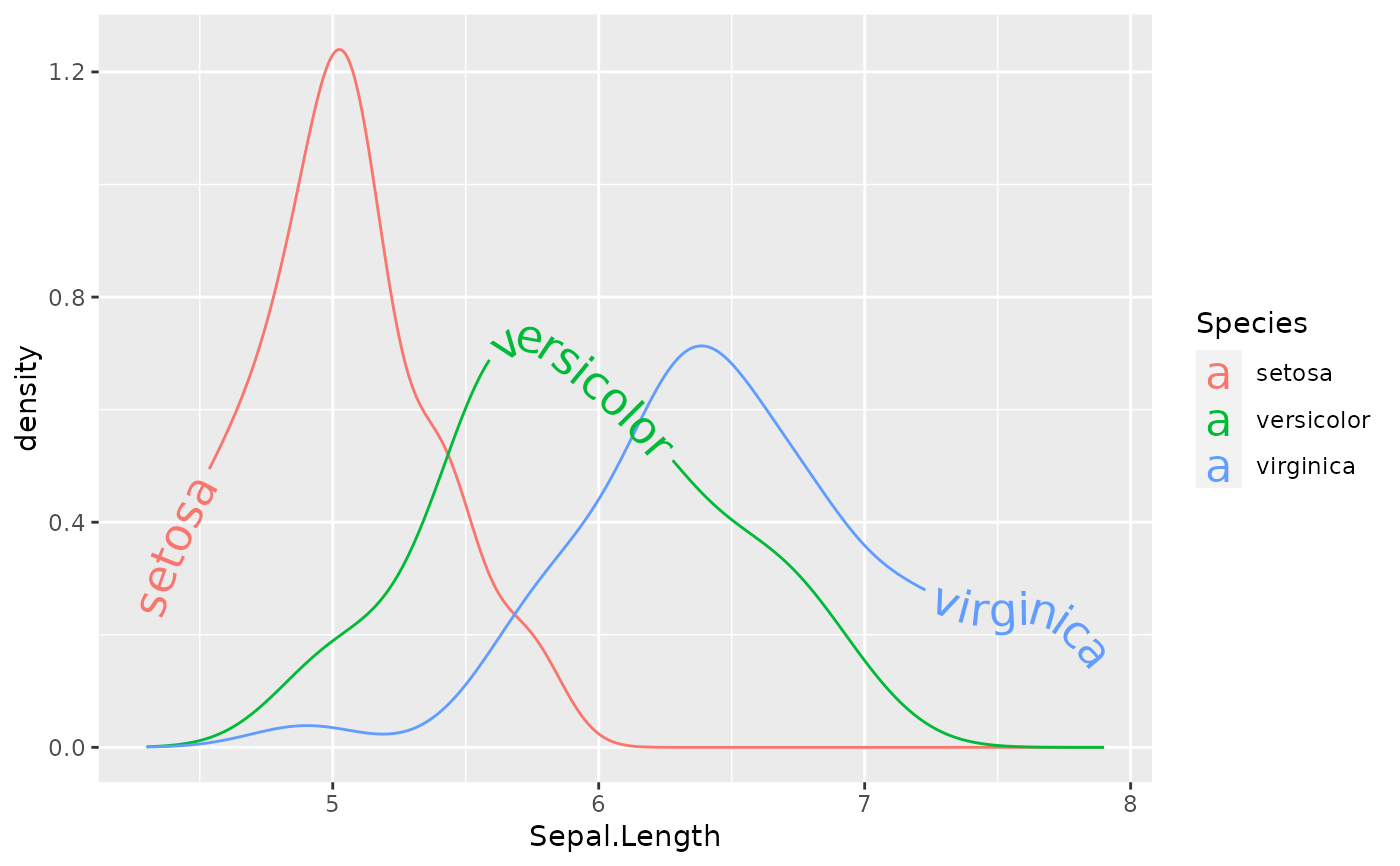 1.2
0.8
0.4
0.0
density
setosa
versicolor
virginica
5
6
7
8
Sepal.Length
Species
a setosa
a versicolor
a virginica